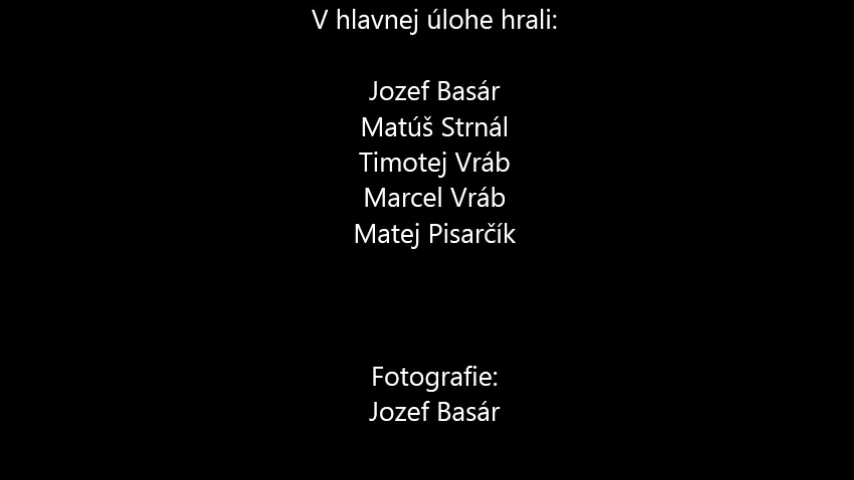 V hlavnej úlohe hrali:
Jozef Basár
Matúš Strnál
Timotej Vráb
Marcel Vráb
Matej Pisarčík
Fotografie:
Jozef Basár